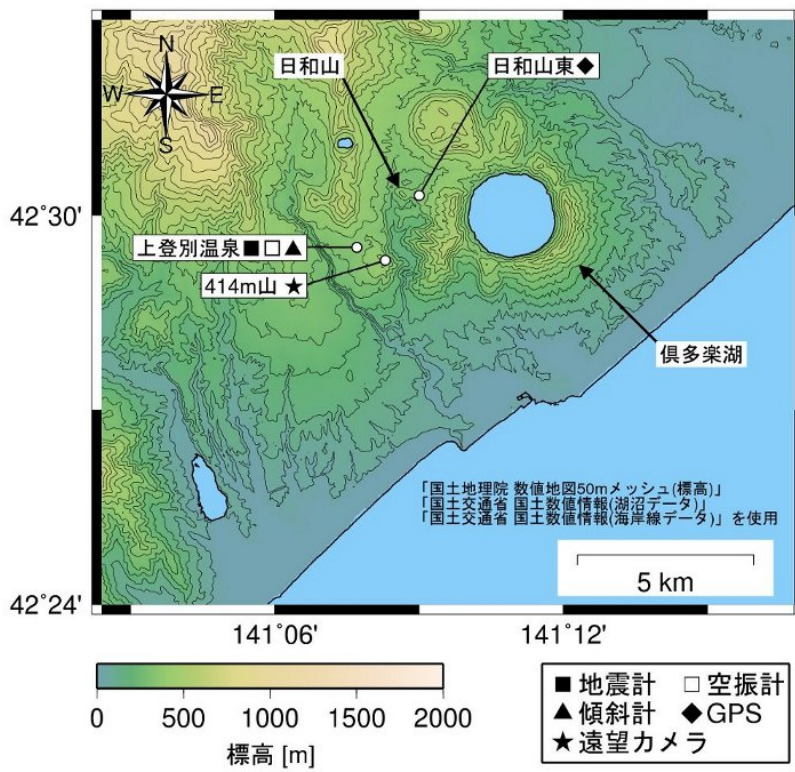 N
W E
S
日和山
日和山東◆
42˚30'
上登別温泉■□▲
414m山 ★
倶多楽湖
「国土地理院 数値地図50mメッシュ(標高)」
「国土交通省 国土数値情報(湖沼データ)」
「国土交通省 国土数値情報(海岸線データ)」を使用
5 km
42˚24'
141˚06'
141˚12'
0 500 1000 1500 2000
標高 [m]
■ 地震計 □ 空振計
▲ 傾斜計 ◆ GPS
★ 遠望カメラ